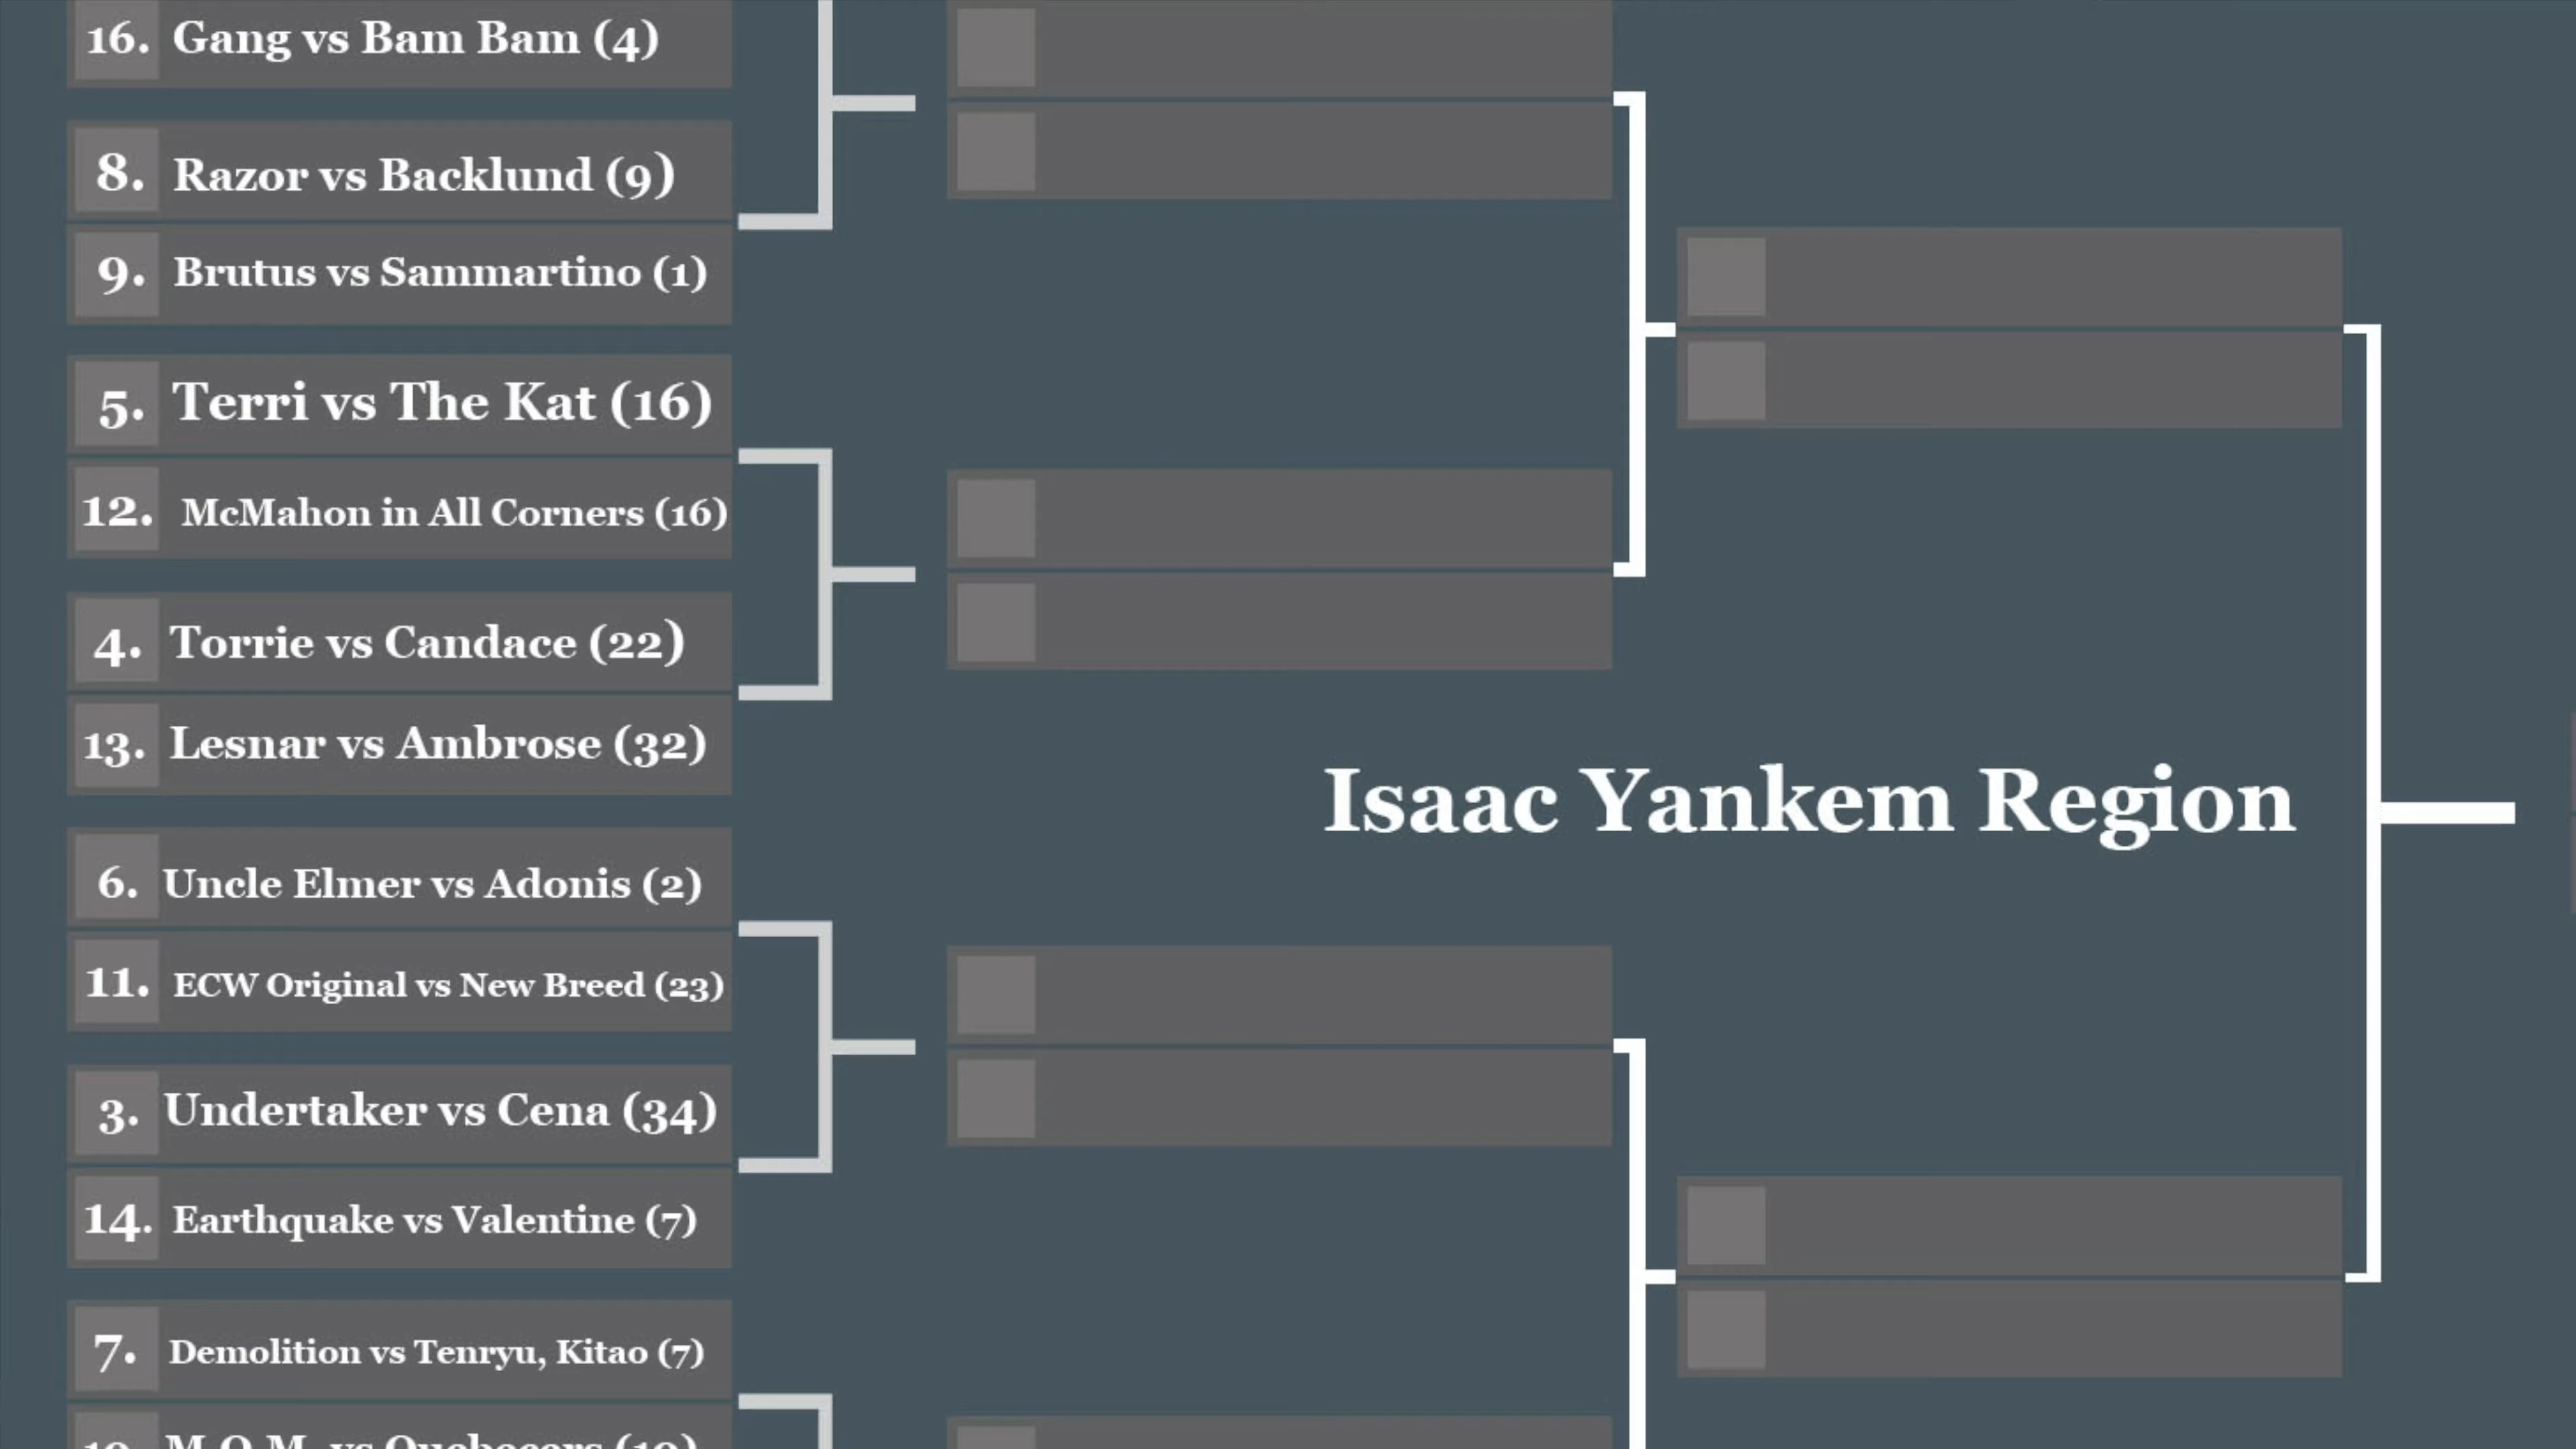 16. Gang vs Bam Bam (4)
8. Razor vs Backlund (9)
9. Brutus vs Sammartino (1)
5. Terri vs The Kat (16)
12. McMahon in All Corners (16)
4. Torrie vs Candace (22)
13. Lesnar vs Ambrose (32)
Isaac Yankem Region
6. Uncle Elmer vs Adonis (2)
11. ECW Original vs New Breed (23)
3. Undertaker vs Cena (34)
14. Earthquake vs Valentine (7)
7. Demolition vs Tenryu, Kitao (7)
M.O.M. vs Quebecers (10)